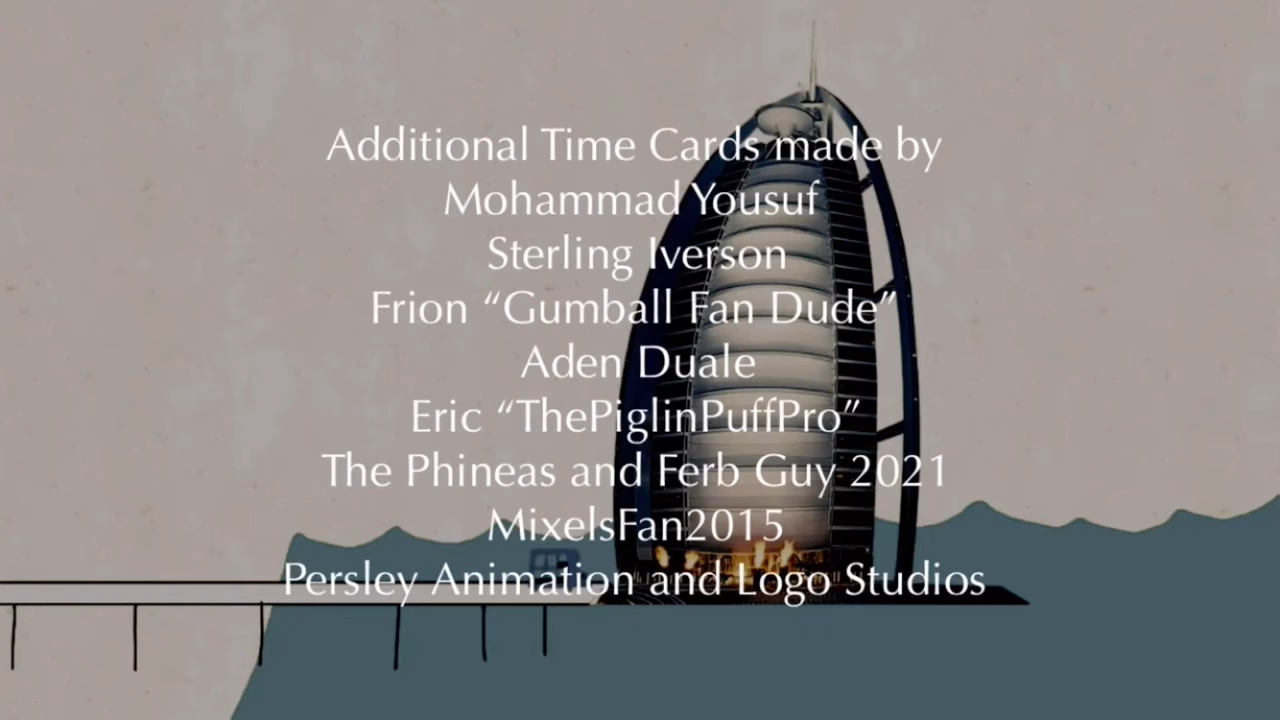 Additional Time Cards made by
Mohammad Yousuf
Sterling Iverson
Frion “Gumball Fan Dude”
Aden Duale
Eric “ThePiglinPuffPro”
The Phineas and Ferb Guy 2021
MixelsFan2015
Persley Animation and Logo Studios